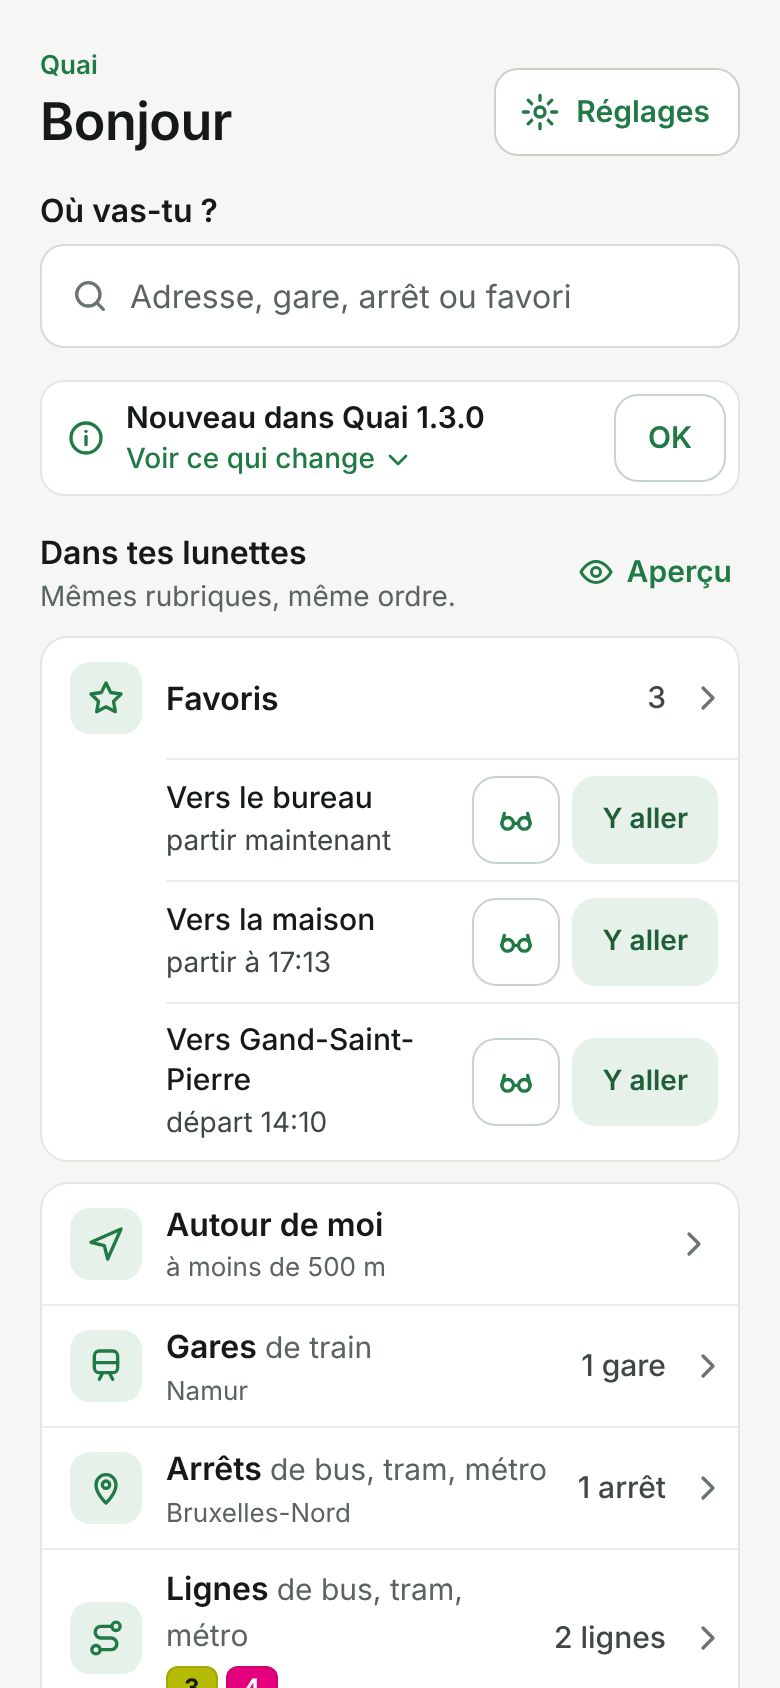 Quai
Bonjour
Réglages
Où vas-tu ?
Adresse, gare, arrêt ou favori
Nouveau dans Quai 1.3.0
Voir ce qui change
OK
Dans tes lunettes
Mêmes rubriques, même ordre.
Aperçu
Favoris 3
Vers le bureau
partir maintenant
Y aller
Vers la maison
partir à 17:13
Y aller
Vers Gand-Saint-
Pierre
départ 14:10
Y aller
Autour de moi
à moins de 500 m
Gares de train
Namur
1 gare
Arrêts de bus, tram, métro
Bruxelles-Nord
1 arrêt
Lignes de bus, tram,
métro
2 lignes
3 4